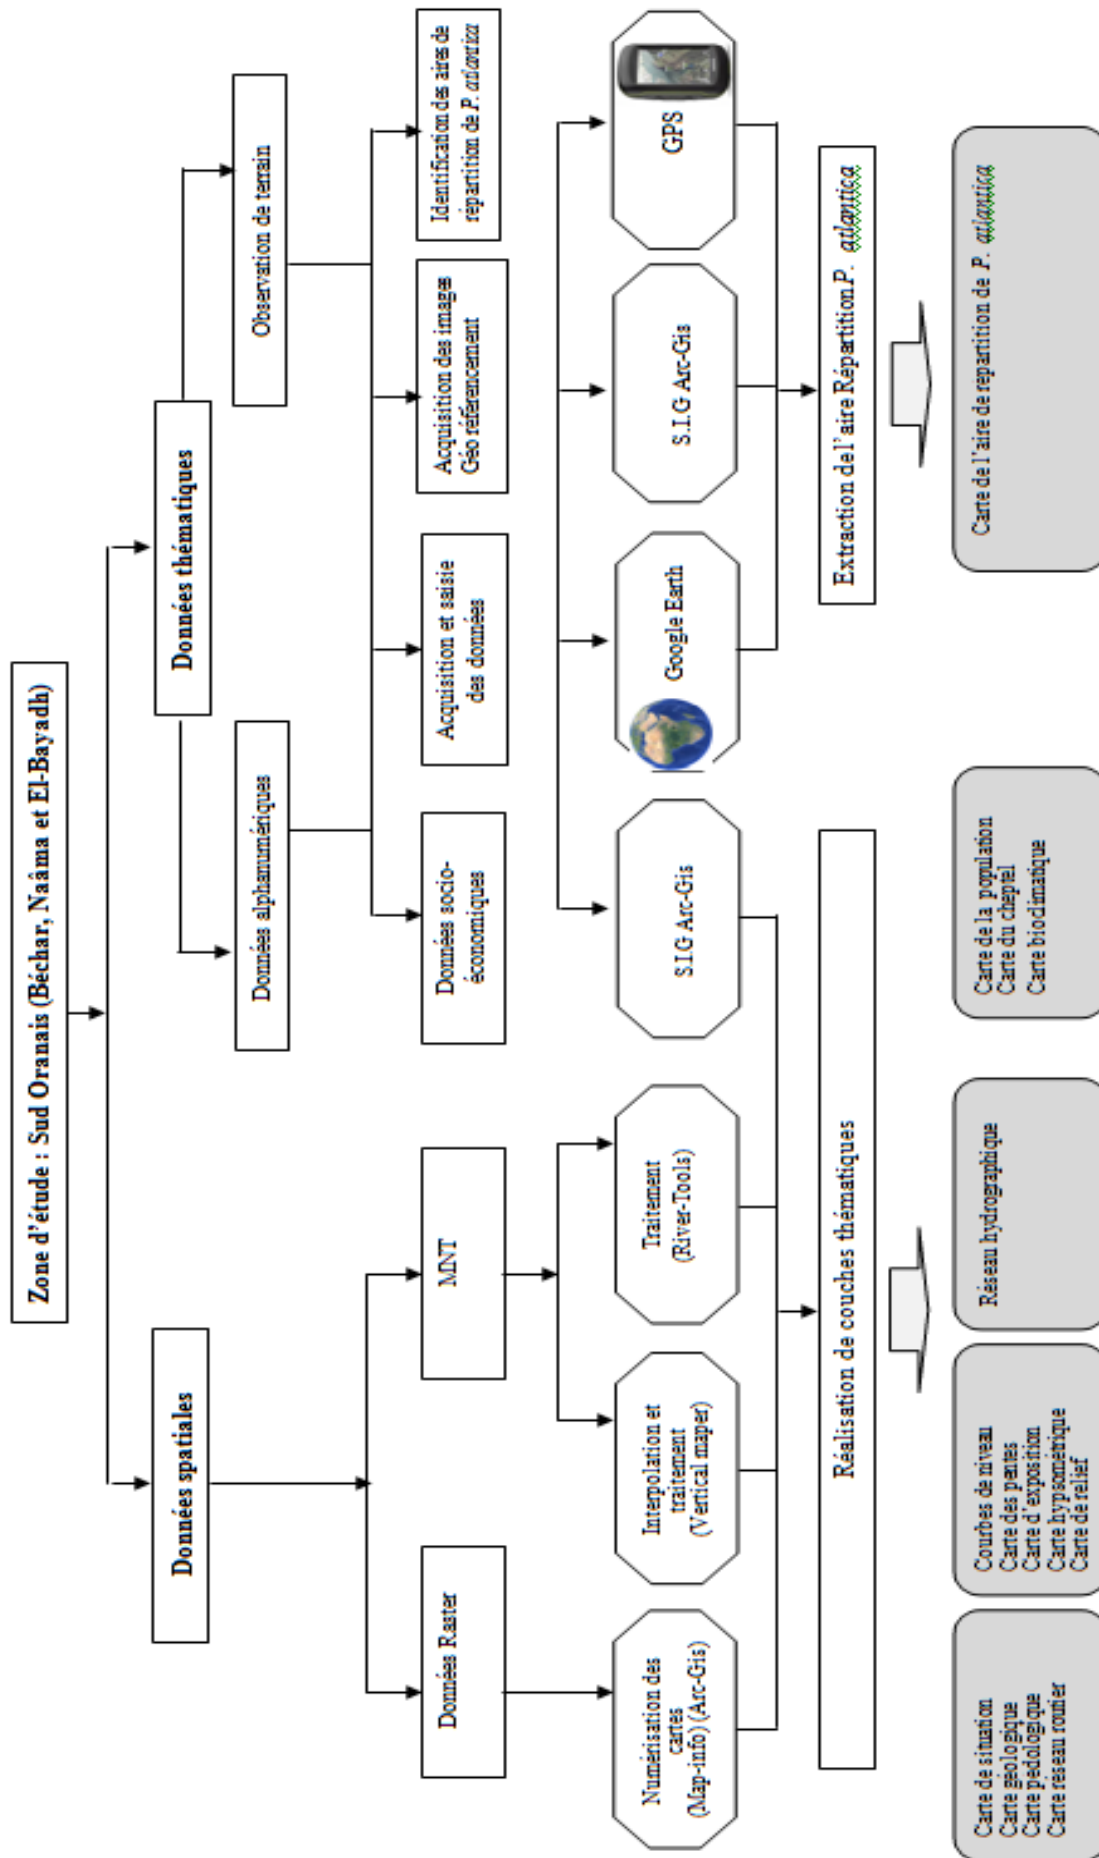 Zone d'étude : Sud Oranais (Béchar, Naâma et El-Bayadh)
Données spatiales
Données thématiques
Données alphanumériques
Observation de terrain
Données Raster
MNT
Données socio-
économiques
Acquisition et saisie
des données
Acquisition des images
Géo référencement
Identification des aires de
répartition de P. atlantica
Numérisation des
cartes
(Map-info) (Arc-Gis)
Interpolation et
traitement
(Vertical maper)
Traitement
(River-Tools)
S.I.G Arc-Gis
Google Earth
S.I.G Arc-Gis
GPS
Réalisation de couches thématiques
Extraction de l'aire Répartition P. atlantica
Carte de situation
Carte géologique
Carte pédologique
Carte réseau routier
Courbes de niveau
Carte des pentes
Carte d'exposition
Carte hypsométrique
Carte de relief
Réseau hydrographique
Carte de la population
Carte du cheptel
Carte bioclimatique
Carte de l'aire de repartition de P. atlantica